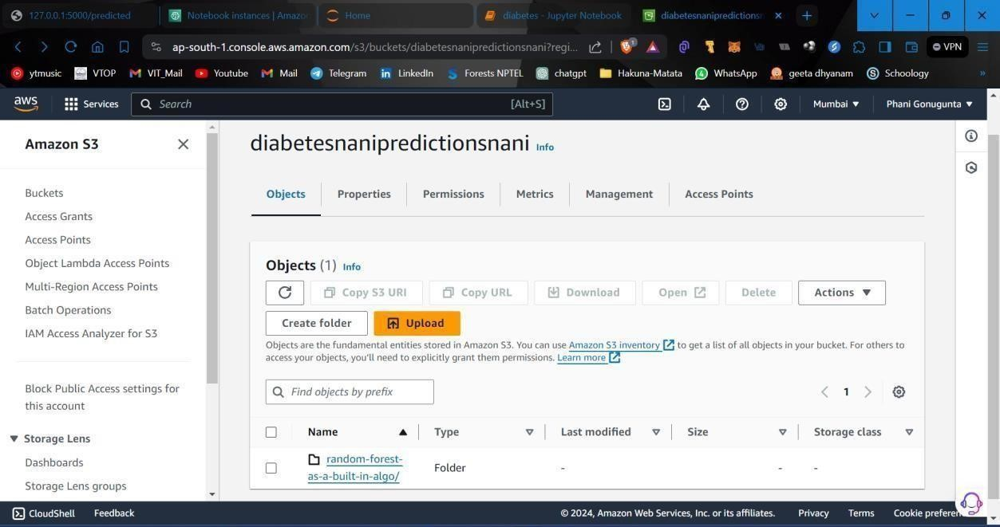 127.0.0.1:5000/predicted
Notebook instances | Amazon
Home
diabetes - Jupyter Notebook
diabetesnanipredictionsn
ap-south-1.console.aws.amazon.com/s3/buckets/diabetesnanipredictionsnani?regi...
1
VPN
ytmusic
VTOP
VIT_Mail
Youtube
Mail
Telegram
LinkedIn
Forests NPTEL
chatgpt
Hakuna-Matata
WhatsApp
geeta dhyanam
Schoology
»
aws
Services
Search
[Alt+S]
Mumbai
Phani Gonugunta
Amazon S3
Buckets
Access Grants
Access Points
Object Lambda Access Points
Multi-Region Access Points
Batch Operations
IAM Access Analyzer for S3
Block Public Access settings for
this account
Storage Lens
Dashboards
Storage Lens groups
diabetesnanipredictionsnani Info
Objects
Properties
Permissions
Metrics
Management
Access Points
Objects (1) Info
Copy S3 URI
Copy URL
Download
Open
Delete
Actions
Create folder
Upload
Objects are the fundamental entities stored in Amazon S3. You can use Amazon S3 inventory to get a list of all objects in your bucket. For others to
access your objects, you'll need to explicitly grant them permissions. Learn more
Find objects by prefix
1
Name
Type
Last modified
Size
Storage class
random-forest-
as-a-built-in-algo/
Folder
-
-
-
CloudShell
Feedback
© 2024, Amazon Web Services, Inc. or its affiliates.
Privacy
Terms
Cookie preferen